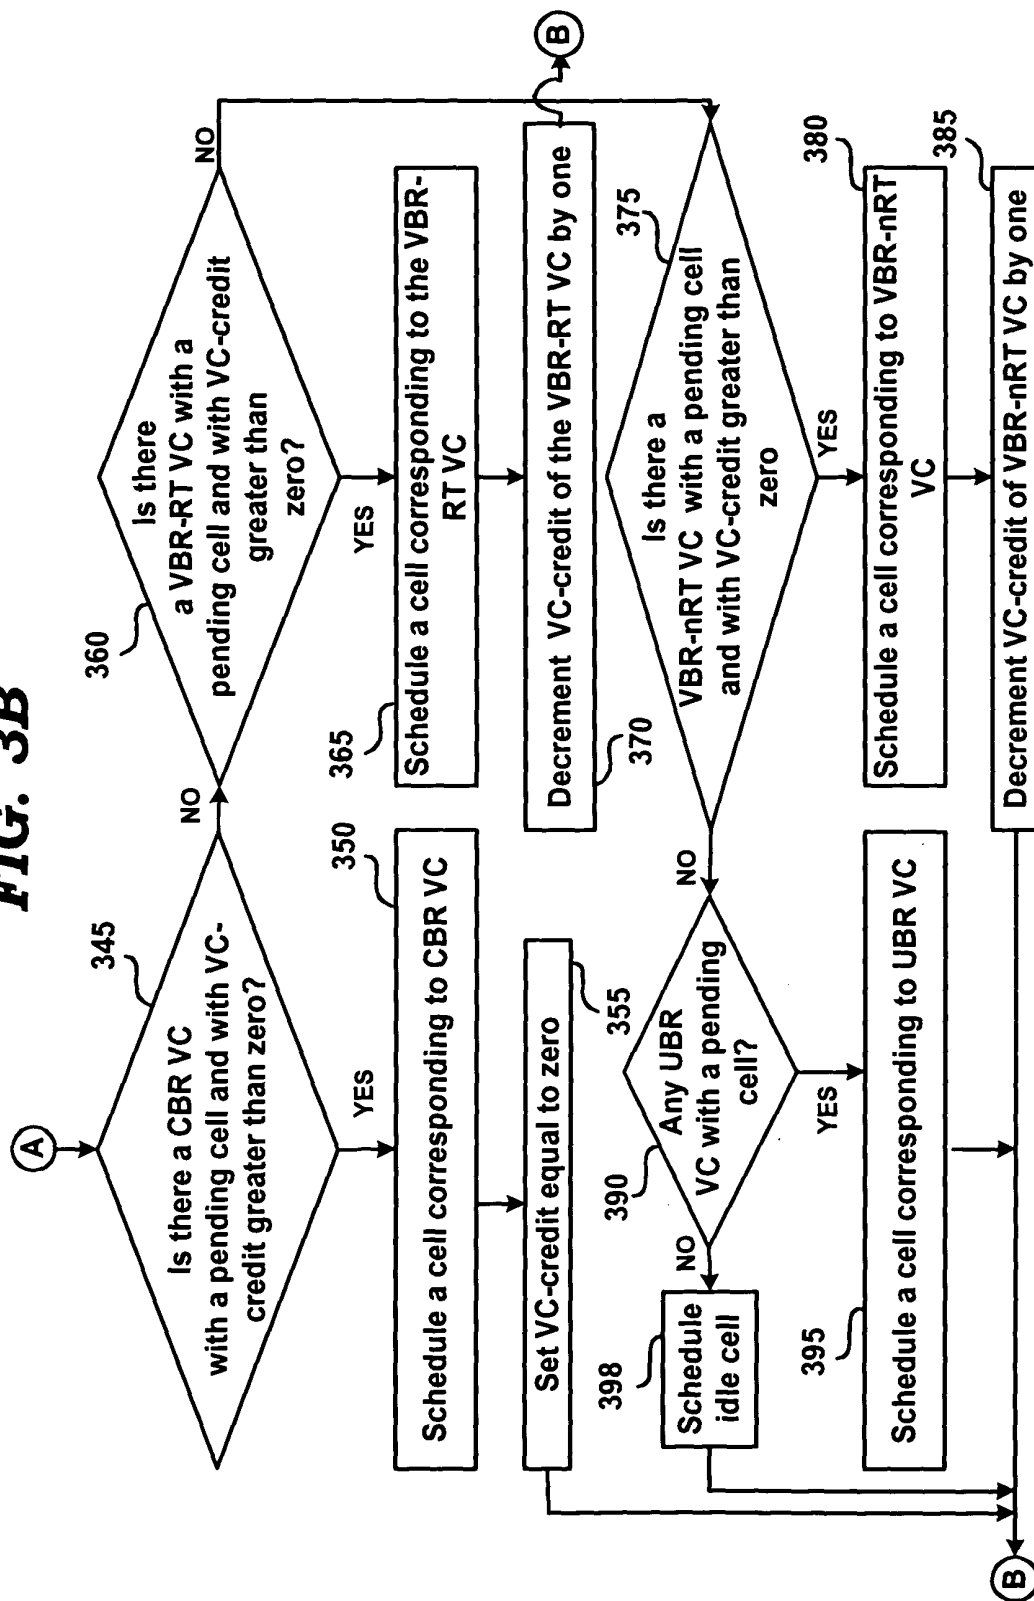 FIG. 3B
A
345
Is there a CBR VC
with a pending cell and with VC-
credit greater than zero?
NO
YES
350
Schedule a cell corresponding to CBR VC
355
Set VC-credit equal to zero
360
Is there
a VBR-RT VC with a
pending cell and with VC-credit
greater than
zero?
NO
YES
365
Schedule a cell corresponding to the VBR-
RT VC
370
Decrement VC-credit of the VBR-RT VC by one
B
375
Is there a
VBR-nRT VC with a pending cell
and with VC-credit greater than
zero
NO
YES
380
Schedule a cell corresponding to VBR-nRT
VC
385
Decrement VC-credit of VBR-nRT VC by one
390
Any UBR
VC with a pending
cell?
NO
YES
398
Schedule
idle cell
395
Schedule a cell corresponding to UBR VC
B